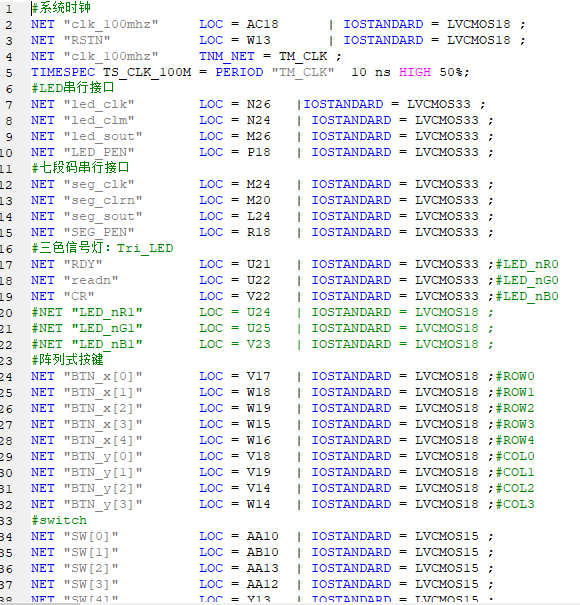 1 #系统时钟
2 NET "clk_100mhz" LOC = AC18 | IOSTANDARD = LVCMOS18 ;
3 NET "RSTN" LOC = W13 | IOSTANDARD = LVCMOS18 ;
4 NET "clk_100mhz" TNM_NET = TM_CLK ;
5 TIMESPEC TS_CLK_100M = PERIOD "TM_CLK" 10 ns HIGH 50%;
6 #LED串行接口
7 NET "led_clk" LOC = N26 |IOSTANDARD = LVCMOS33 ;
8 NET "led_clm" LOC = N24 | IOSTANDARD = LVCMOS33 ;
9 NET "led_sout" LOC = M26 | IOSTANDARD = LVCMOS33 ;
10 NET "LED_PEN" LOC = P18 | IOSTANDARD = LVCMOS33 ;
11 #七段码串行接口
12 NET "seg_clk" LOC = M24 | IOSTANDARD = LVCMOS33 ;
13 NET "seg_clrn" LOC = M20 | IOSTANDARD = LVCMOS33 ;
14 NET "seg_sout" LOC = L24 | IOSTANDARD = LVCMOS33 ;
15 NET "SEG_PEN" LOC = R18 | IOSTANDARD = LVCMOS33 ;
16 #三色信号灯：Tri_LED
17 NET "RDY" LOC = U21 | IOSTANDARD = LVCMOS33 ;#LED_nR0
18 NET "readn" LOC = U22 | IOSTANDARD = LVCMOS33 ;#LED_nG0
19 NET "CR" LOC = V22 | IOSTANDARD = LVCMOS33 ;#LED_nB0
20 #NET "LED_nR1" LOC = U24 | IOSTANDARD = LVCMOS18 ;
21 #NET "LED_nG1" LOC = U25 | IOSTANDARD = LVCMOS18 ;
22 #NET "LED_nB1" LOC = V23 | IOSTANDARD = LVCMOS18 ;
23 #阵列式按键
24 NET "BTN_x[0]" LOC = V17 | IOSTANDARD = LVCMOS18 ;#ROW0
25 NET "BTN_x[1]" LOC = W18 | IOSTANDARD = LVCMOS18 ;#ROW1
26 NET "BTN_x[2]" LOC = W19 | IOSTANDARD = LVCMOS18 ;#ROW2
27 NET "BTN_x[3]" LOC = W15 | IOSTANDARD = LVCMOS18 ;#ROW3
28 NET "BTN_x[4]" LOC = W16 | IOSTANDARD = LVCMOS18 ;#ROW4
29 NET "BTN_y[0]" LOC = V18 | IOSTANDARD = LVCMOS18 ;#COL0
30 NET "BTN_y[1]" LOC = V19 | IOSTANDARD = LVCMOS18 ;#COL1
31 NET "BTN_y[2]" LOC = V14 | IOSTANDARD = LVCMOS18 ;#COL2
32 NET "BTN_y[3]" LOC = W14 | IOSTANDARD = LVCMOS18 ;#COL3
33 #switch
34 NET "SW[0]" LOC = AA10 | IOSTANDARD = LVCMOS15 ;
35 NET "SW[1]" LOC = AB10 | IOSTANDARD = LVCMOS15 ;
36 NET "SW[2]" LOC = AA13 | IOSTANDARD = LVCMOS15 ;
37 NET "SW[3]" LOC = AA12 | IOSTANDARD = LVCMOS15 ;
38 NET "SW[4]" LOC = Y13 | IOSTANDARD = LVCMOS15 ;